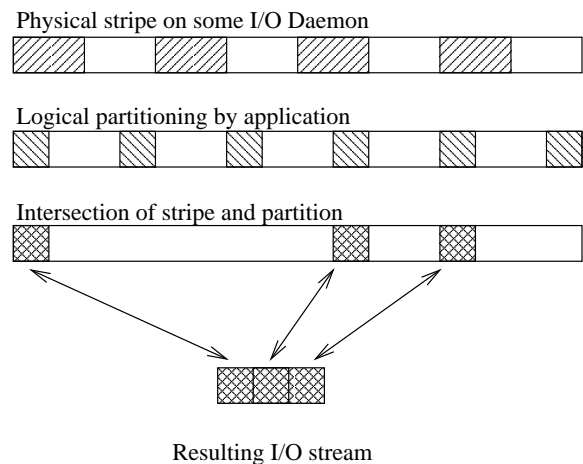 Physical stripe on some I/O Daemon
Logical partitioning by application
Intersection of stripe and partition
Resulting I/O stream